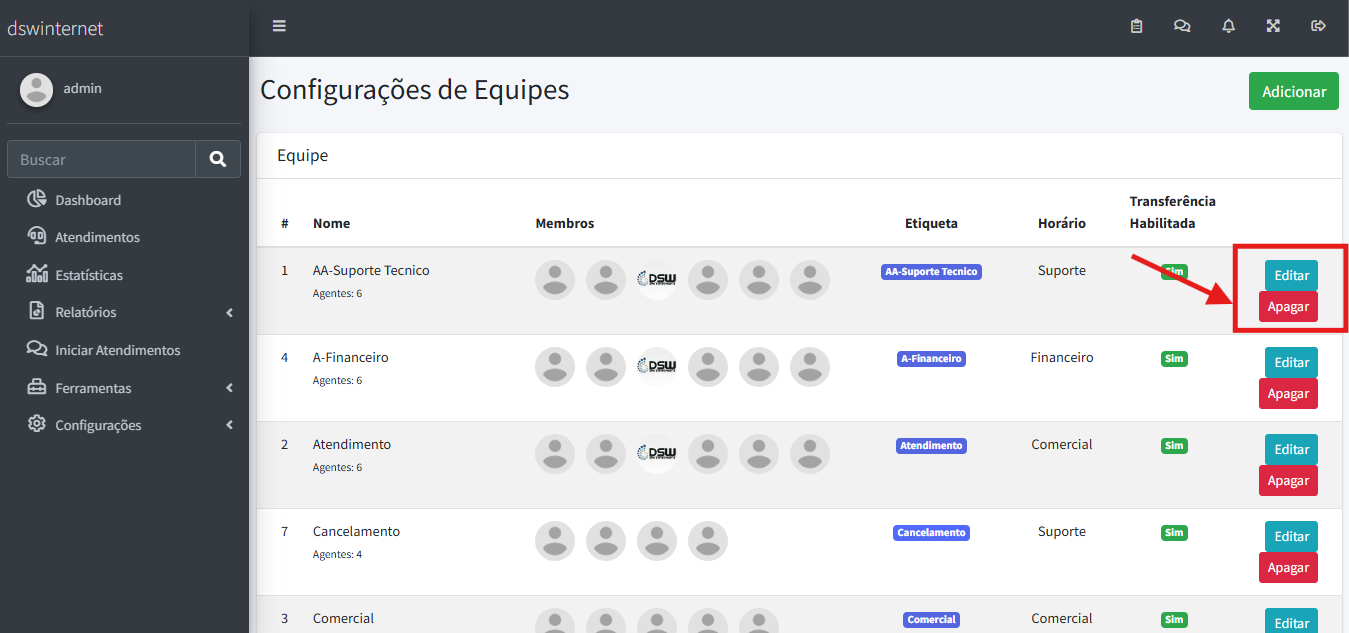 dswinternet
admin
Buscar
Dashboard
Atendimentos
Estatísticas
Relatórios
Iniciar Atendimentos
Ferramentas
Configurações
Configurações de Equipes
Adicionar
Equipe
# Nome Membros Etiqueta Horário Transferência Habilitada
1 AA-Suporte Tecnico DSW AA-Suporte Tecnico Suporte Sim Editar
Agentes: 6 Apagar
4 A-Financeiro DSW A-Financeiro Financeiro Sim Editar
Agentes: 6 Apagar
2 Atendimento DSW Atendimento Comercial Sim Editar
Agentes: 6 Apagar
7 Cancelamento Cancelamento Suporte Sim Editar
Agentes: 4 Apagar
3 Comercial Comercial Comercial Sim Editar